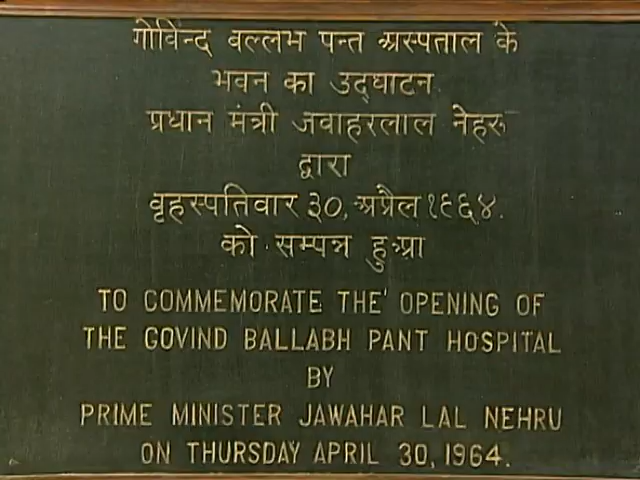 गोविन्द वल्लभ पन्त अस्पताल के
भवन का उद्घाटन
प्रधान मंत्री जवाहरलाल नेहरू
द्वारा
वृहस्पतिवार ३०, अप्रैल १९६४.
को सम्पन्न हुआ
TO COMMEMORATE THE OPENING OF
THE GOVIND BALLABH PANT HOSPITAL
BY
PRIME MINISTER JAWAHAR LAL NEHRU
ON THURSDAY APRIL 30, 1964.